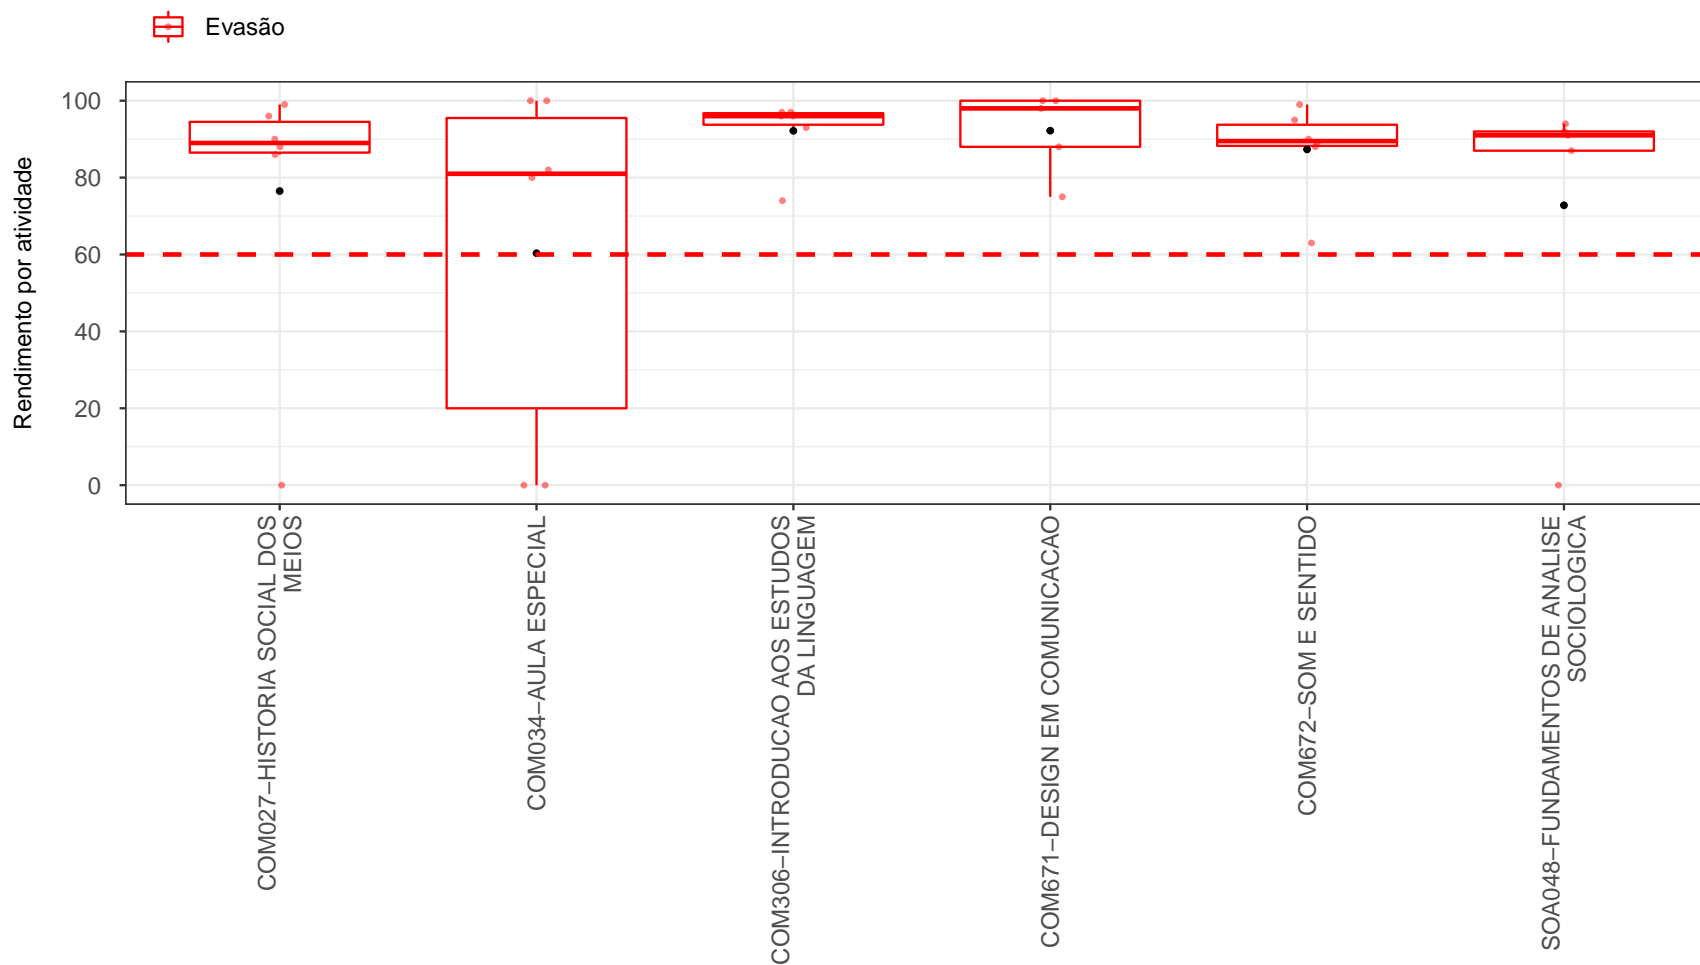 Evasão
Rendimento por atividade
100
80
60
40
20
0
COM027–HISTORIA SOCIAL DOS
MEIOS
COM034–AULA ESPECIAL
COM306–INTRODUCAO AOS ESTUDOS
DA LINGUAGEM
COM671–DESIGN EM COMUNICACAO
COM672–SOM E SENTIDO
SOA048–FUNDAMENTOS DE ANALISE
SOCIOLOGICA